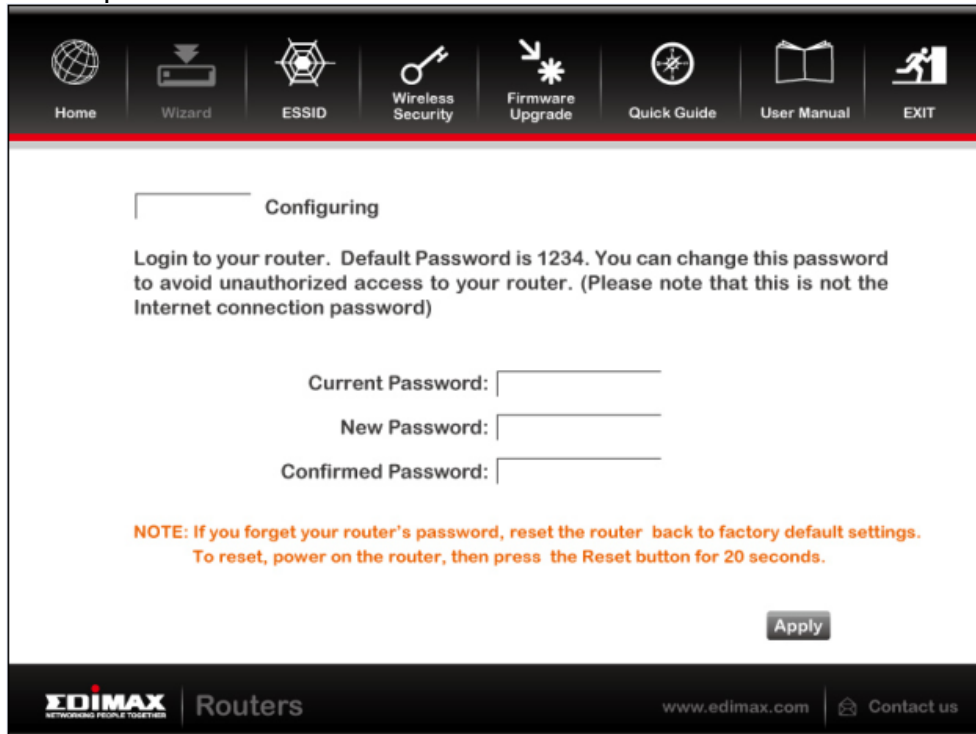 Home
Wizard
ESSID
Wireless
Security
Firmware
Upgrade
Quick Guide
User Manual
EXIT
Configuring
Login to your router. Default Password is 1234. You can change this password
to avoid unauthorized access to your router. (Please note that this is not the
Internet connection password)
Current Password:
New Password:
Confirmed Password:
NOTE: If you forget your router's password, reset the router back to factory default settings.
To reset, power on the router, then press the Reset button for 20 seconds.
Apply
EDIMAX
NETWORKING PEOPLE TOGETHER
Routers
www.edimax.com
Contact us